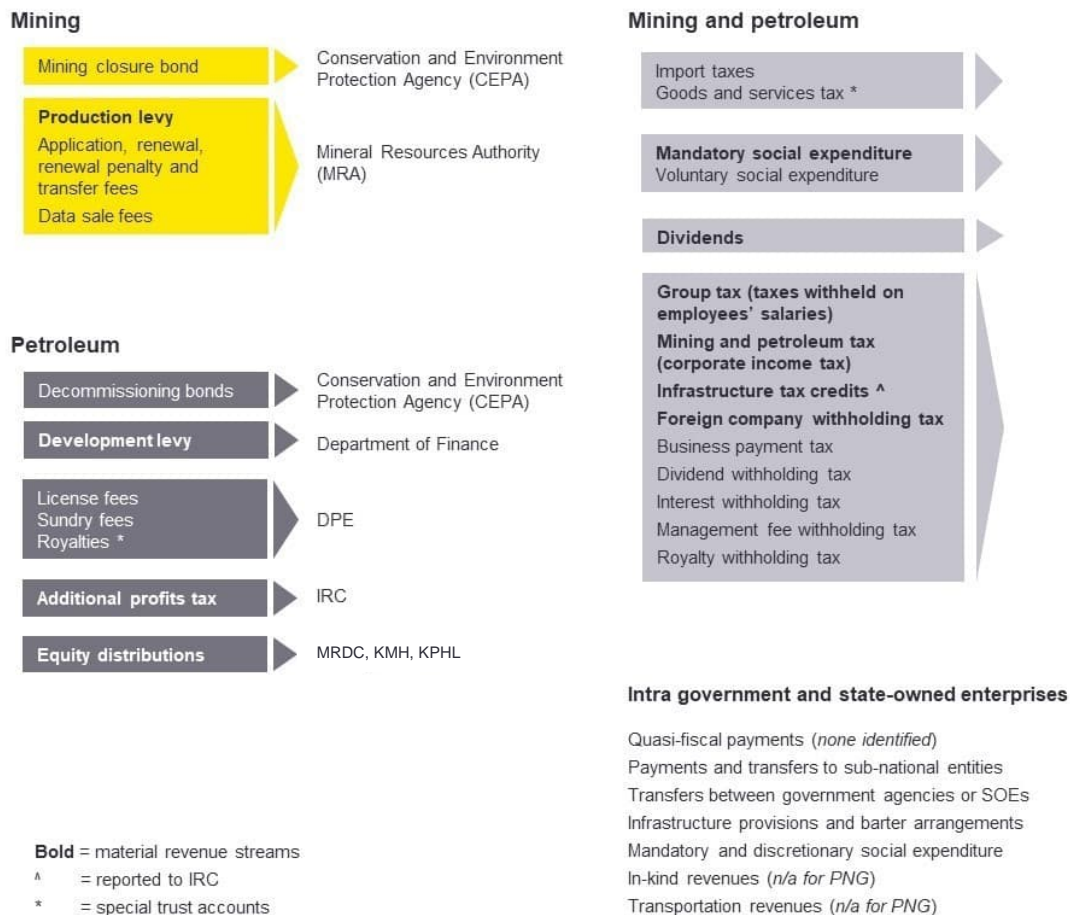 Mining
Mining closure bond
Conservation and Environment
Protection Agency (CEPA)
Production levy
Application, renewal,
renewal penalty and
transfer fees
Data sale fees
Mineral Resources Authority
(MRA)
Petroleum
Decommissioning bonds
Conservation and Environment
Protection Agency (CEPA)
Development levy
Department of Finance
License fees
Sundry fees
Royalties *
DPE
Additional profits tax
IRC
Equity distributions
MRDC, KMH, KPHL
Bold = material revenue streams
^ = reported to IRC
* = special trust accounts
Mining and petroleum
Import taxes
Goods and services tax *
Mandatory social expenditure
Voluntary social expenditure
Dividends
Group tax (taxes withheld on
employees' salaries)
Mining and petroleum tax
(corporate income tax)
Infrastructure tax credits ^
Foreign company withholding tax
Business payment tax
Dividend withholding tax
Interest withholding tax
Management fee withholding tax
Royalty withholding tax
Intra government and state-owned enterprises
Quasi-fiscal payments (none identified)
Payments and transfers to sub-national entities
Transfers between government agencies or SOEs
Infrastructure provisions and barter arrangements
Mandatory and discretionary social expenditure
In-kind revenues (n/a for PNG)
Transportation revenues (n/a for PNG)